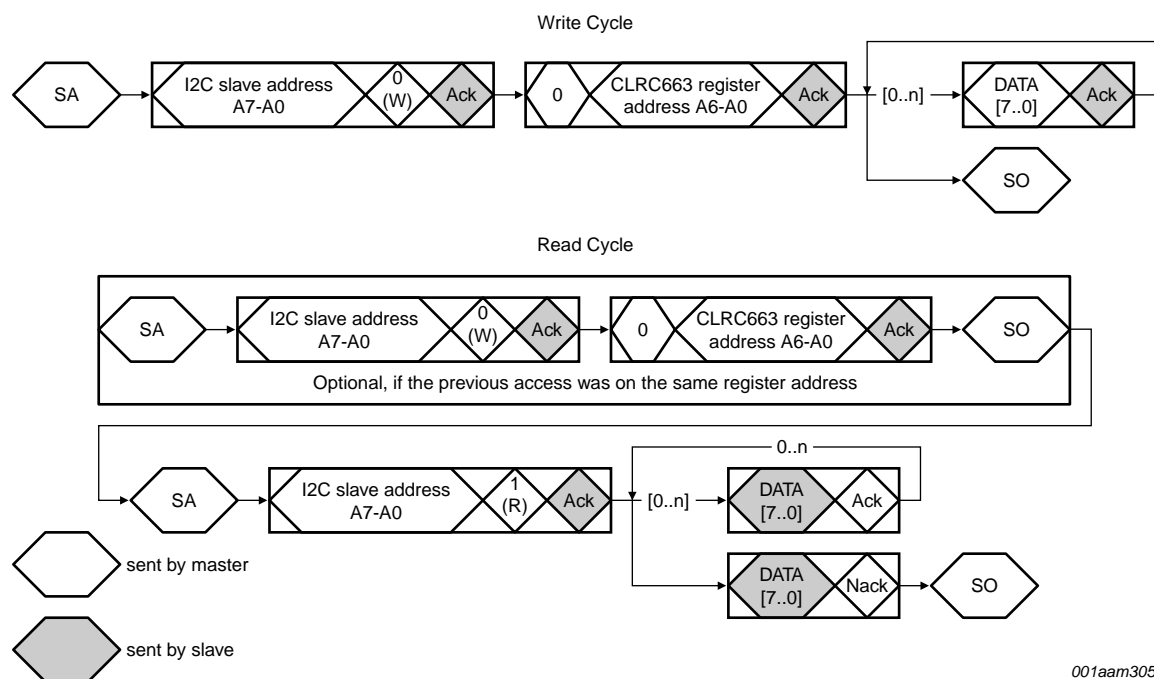 Write Cycle
SA
I2C slave address
A7-A0
0
(W)
Ack
0
CLRC663 register
address A6-A0
Ack
[0..n]
DATA
[7..0]
Ack
SO
Read Cycle
SA
I2C slave address
A7-A0
0
(W)
Ack
0
CLRC663 register
address A6-A0
Ack
SO
Optional, if the previous access was on the same register address
0..n
SA
I2C slave address
A7-A0
1
(R)
Ack
[0..n]
DATA
[7..0]
Ack
sent by master
DATA
[7..0]
Nack
SO
sent by slave
001aam305